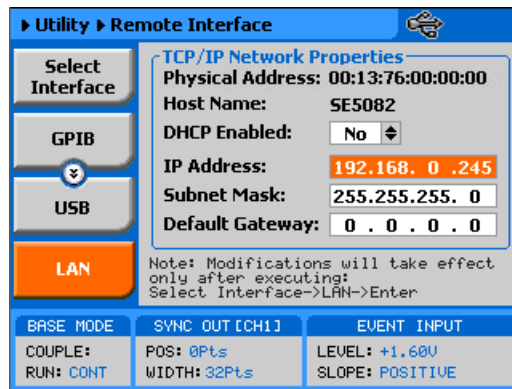 Utility Remote Interface
Select Interface
GPIB
USB
LAN
TCP/IP Network Properties
Physical Address: 00:13:76:00:00:00
Host Name: SE5082
DHCP Enabled: No
IP Address: 192.168. 0 .245
Subnet Mask: 255.255.255. 0
Default Gateway: 0 . 0 . 0 . 0
Note: Modifications will take effect
only after executing:
Select Interface->LAN->Enter
BASE MODE
COUPLE:
RUN: CONT
SYNC OUT [CH1]
POS: 0Pts
WIDTH: 32Pts
EVENT INPUT
LEVEL: +1.60V
SLOPE: POSITIVE